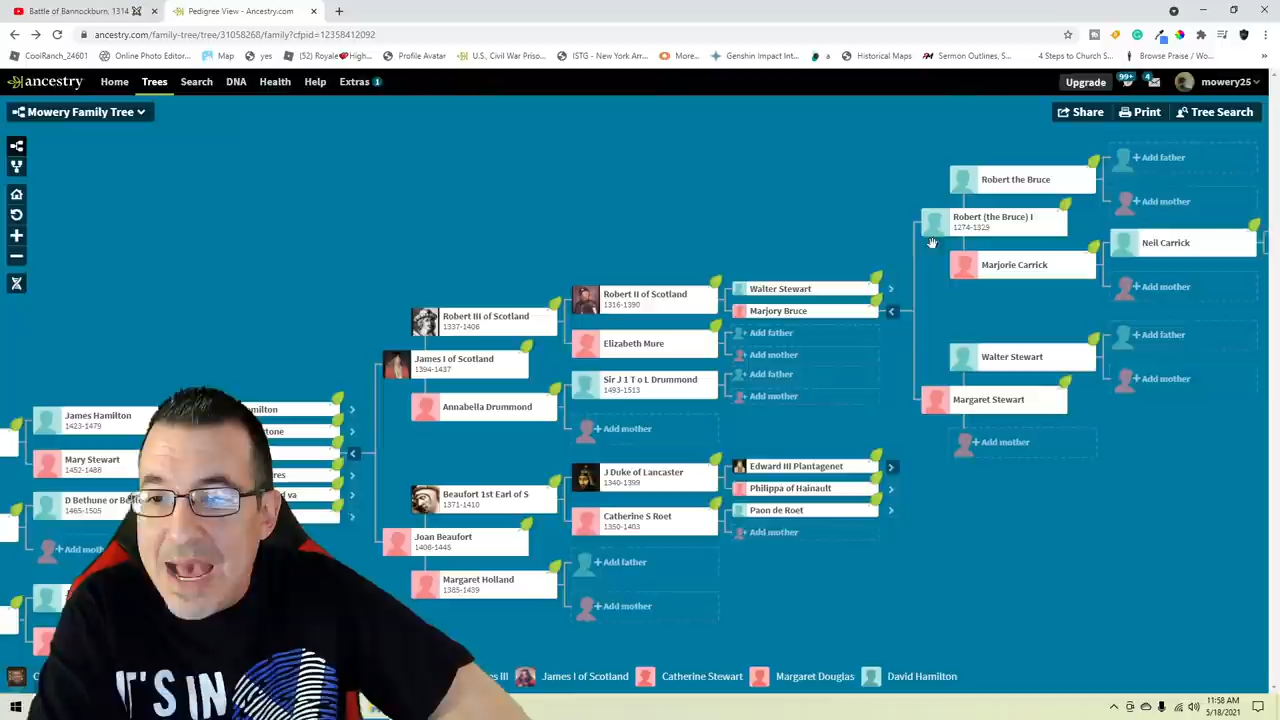 Battle of Bannockburn, 1314
Pedigree View - Ancestry.com
ancestry.com/family-tree/tree/31058268/family?cfpid=12358412092
CoolRanch_24601
Online Photo Editor...
Map
family
(52) Royale
High...
Profile Avatar
U.S., Civil War Priso...
ISTG - New York Arr...
More...
Genshin Impact Int...
a
Historical Maps
Sermon Outlines, S...
4 Steps to Church S...
Browse Praise / Wo...
ancestry
Home
Trees
Search
DNA
Health
Help
Extras
1
Upgrade
99+
4
mowery25
Mowery Family Tree
Share
Print
Tree Search
Robert the Bruce
Add father
Add mother
Robert (the Bruce) I
1274-1329
Marjorie Carrick
Neil Carrick
Add mother
Walter Stewart
Add father
Add mother
Margaret Stewart
Add mother
Walter Stewart
Marjory Bruce
Add father
Add mother
Add father
Add mother
Edward III Plantagenet
Philippa of Hainault
Paon de Roet
Add mother
Robert II of Scotland
1316-1390
Elizabeth Mure
Sir J 1 T o L Drummond
1493-1513
Add mother
J Duke of Lancaster
1340-1399
Catherine S Roet
1350-1403
Add father
Add mother
Robert III of Scotland
1337-1406
James I of Scotland
1394-1437
Annabella Drummond
Beaufort 1st Earl of S
1371-1410
Joan Beaufort
1406-1445
Margaret Holland
1385-1439
James Hamilton
1423-1479
Mary Stewart
1452-1488
D Bethune or
1465-1505
Add
IT'S IN
III
James I of Scotland
Catherine Stewart
Margaret Douglas
David Hamilton
11:58 AM
5/18/2021